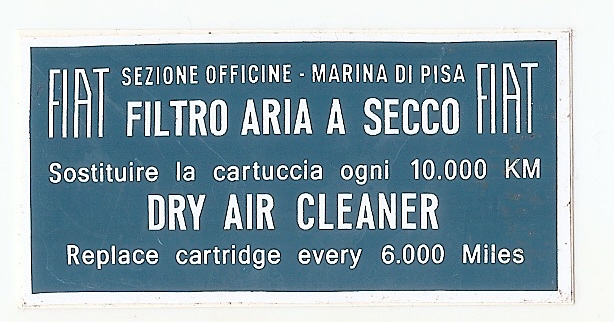 FIAT SEZIONE OFFICINE - MARINA DI PISA FIAT
FILTRO ARIA A SECCO
Sostituire la cartuccia ogni 10.000 KM
DRY AIR CLEANER
Replace cartridge every 6.000 Miles